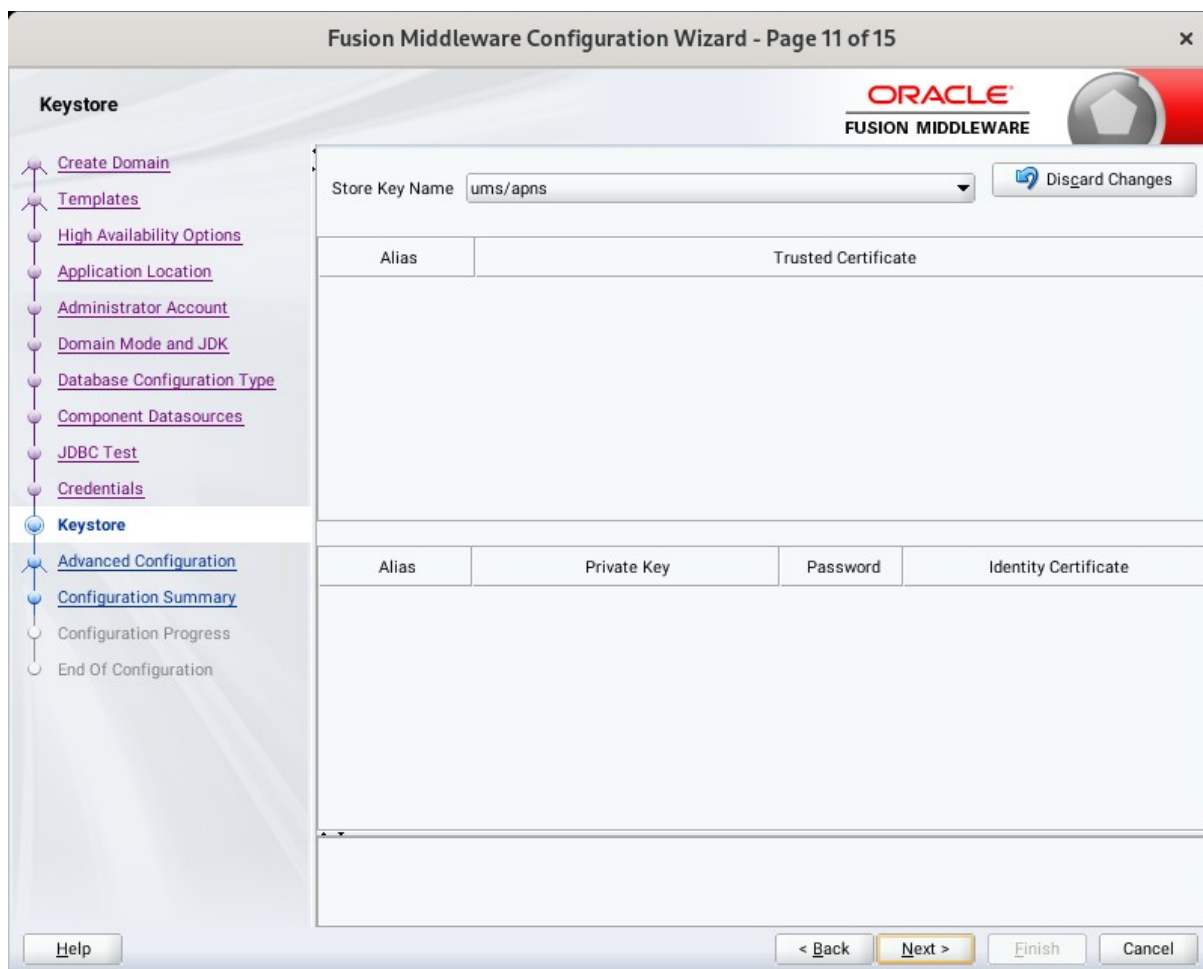 Fusion Middleware Configuration Wizard - Page 11 of 15
Keystore
ORACLE
FUSION MIDDLEWARE
Create Domain
Templates
High Availability Options
Application Location
Administrator Account
Domain Mode and JDK
Database Configuration Type
Component Datasources
JDBC Test
Credentials
Keystore
Advanced Configuration
Configuration Summary
Configuration Progress
End Of Configuration
Store Key Name ums/apns Discard Changes
Alias Trusted Certificate
Alias Private Key Password Identity Certificate
Help < Back Next > Finish Cancel